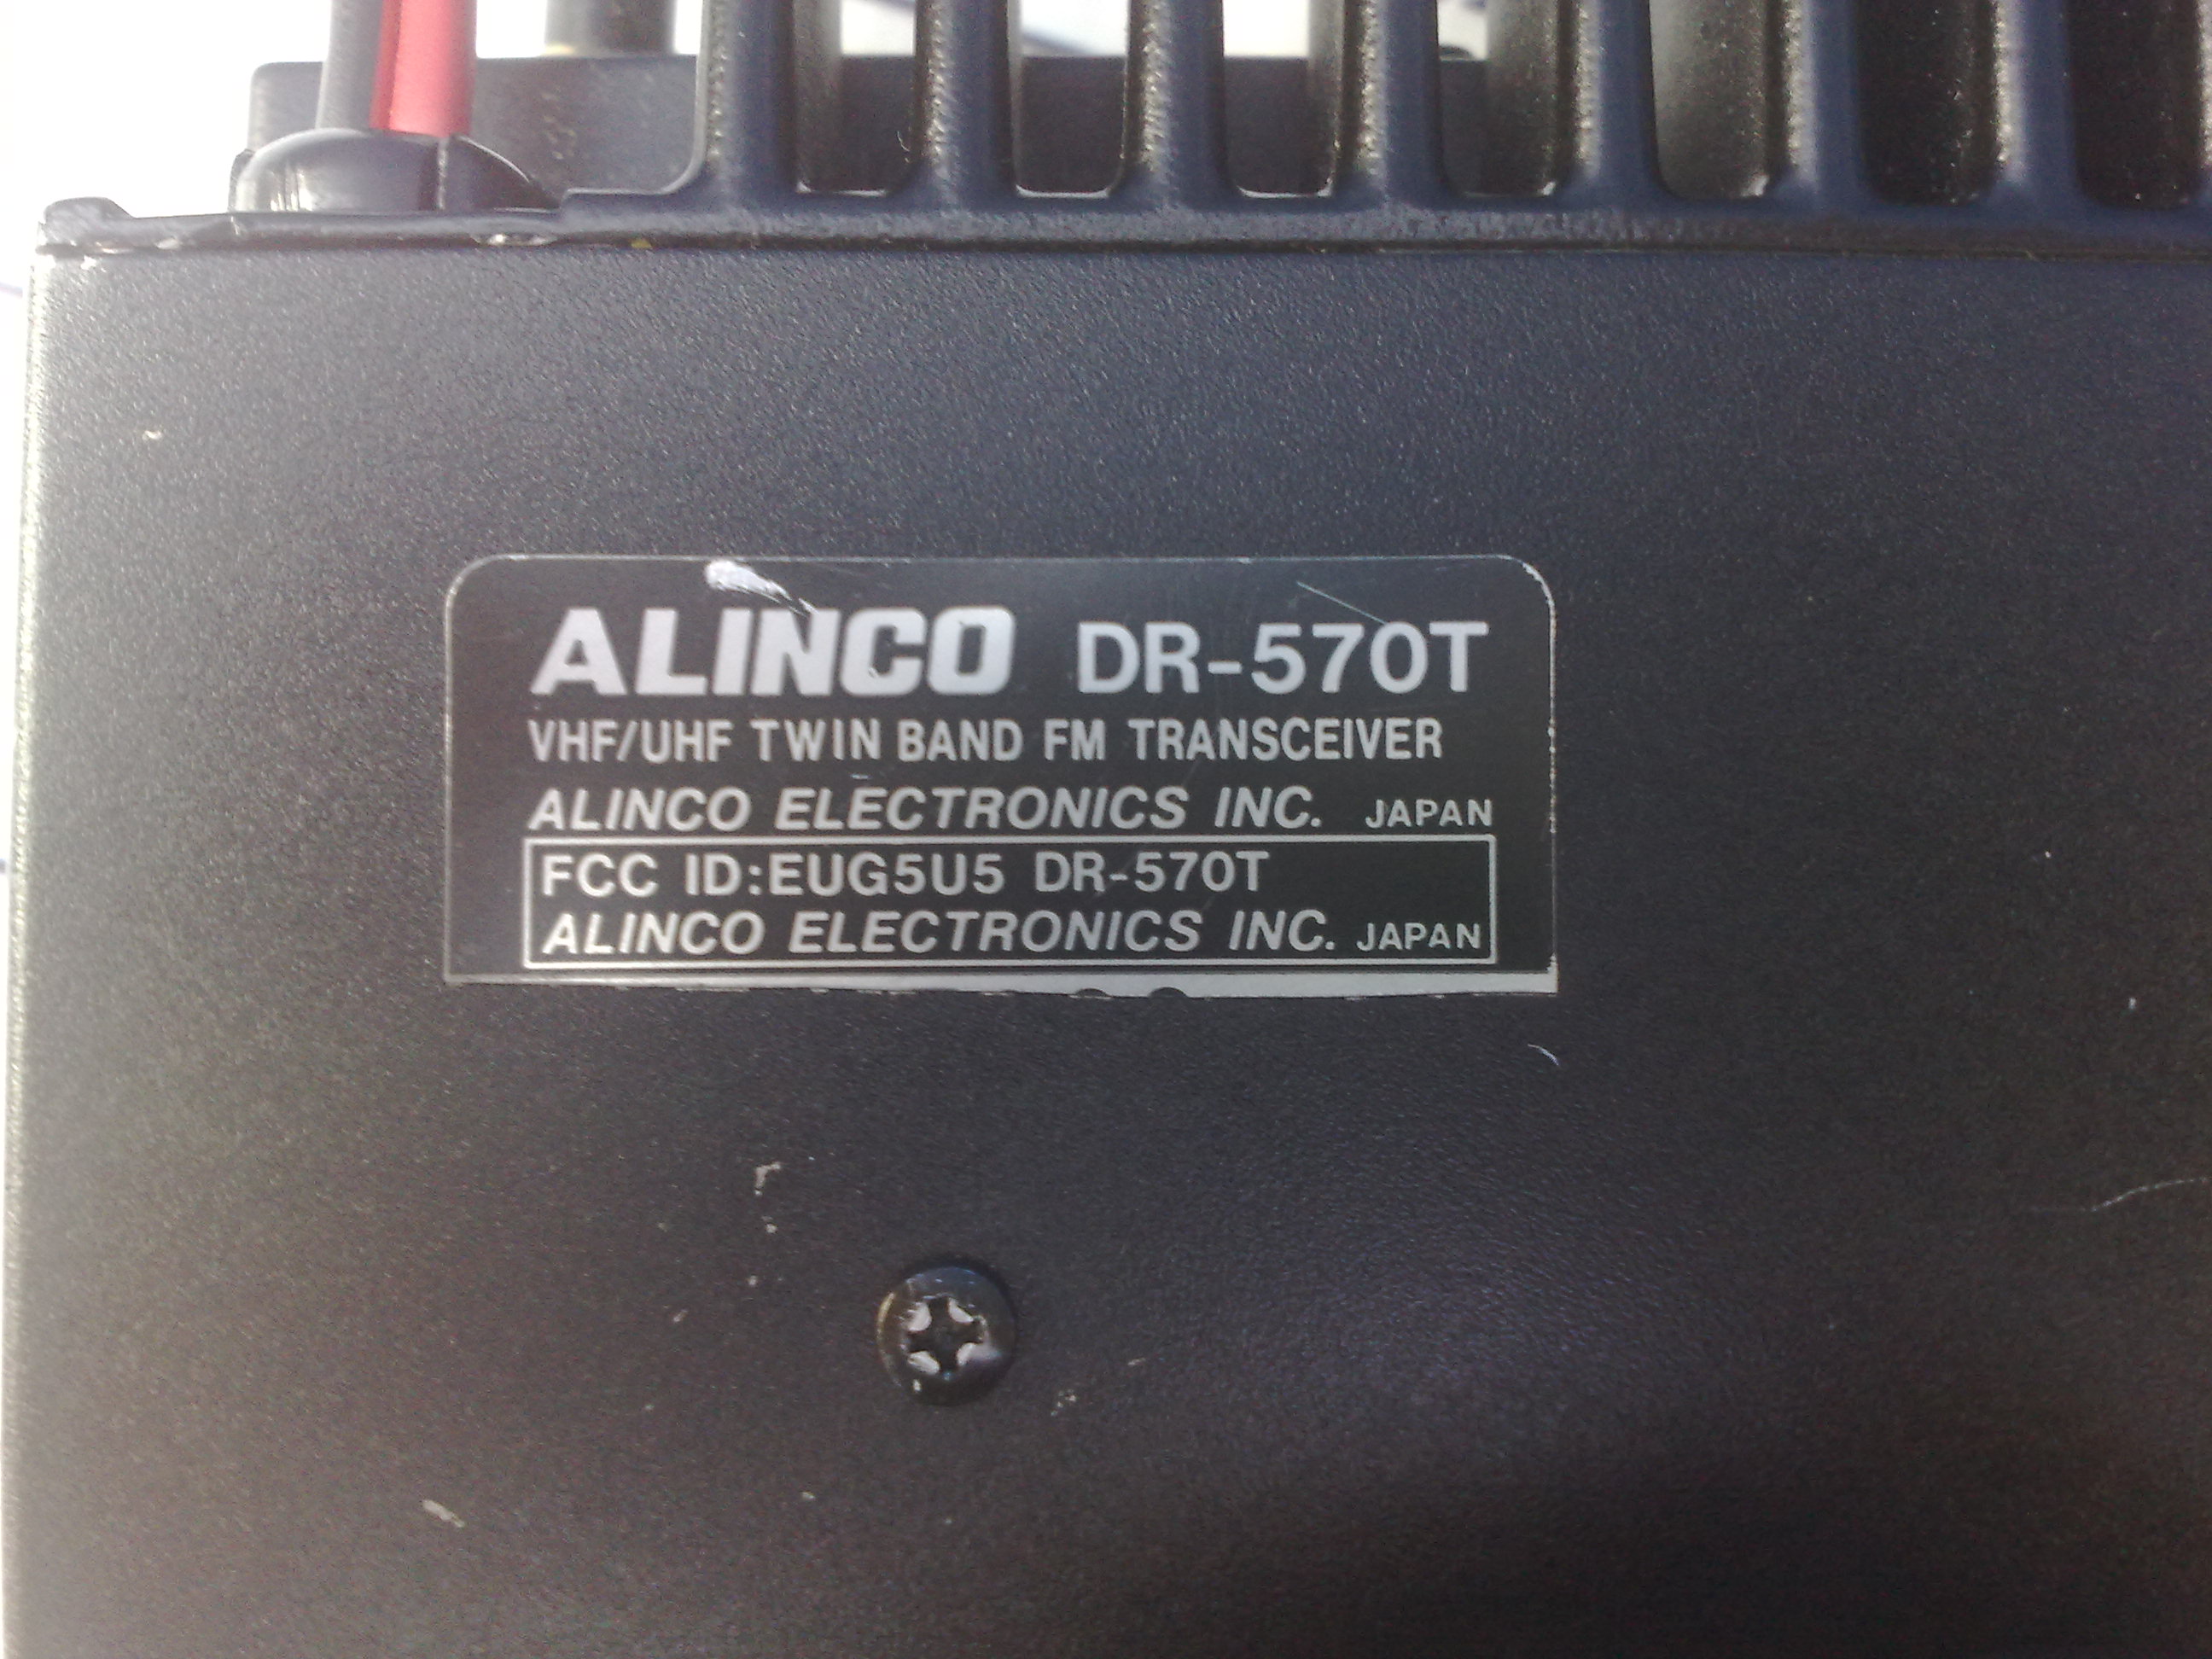 ALINCO DR-570T
VHF/UHF TWIN BAND FM TRANSCEIVER
ALINCO ELECTRONICS INC. JAPAN
FCC ID:EUG5U5 DR-570T
ALINCO ELECTRONICS INC. JAPAN